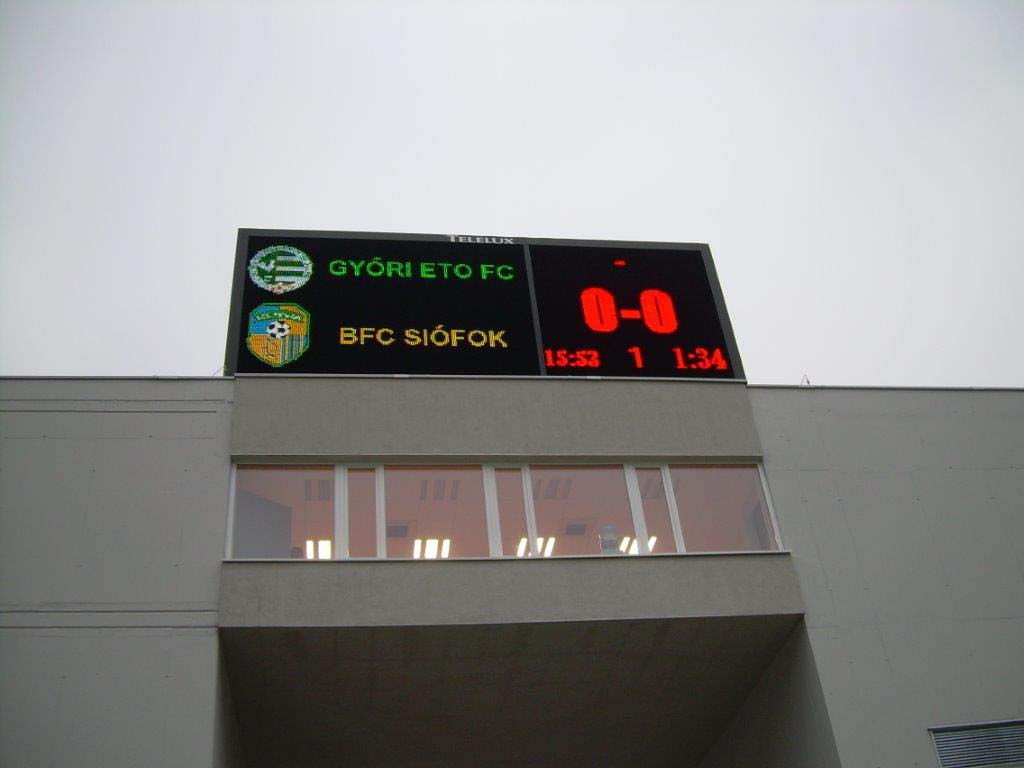 TELELUX
GYŐRI ETO FC
BFC SIÓFOK
-
0-0
15:53 1 1:34